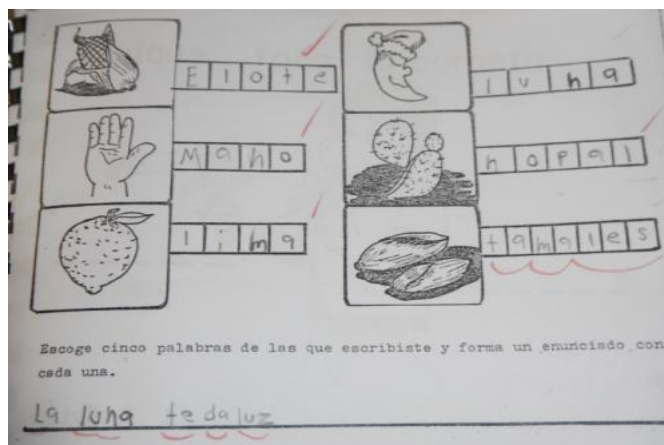 Elote
luna
Mano
nopal
lima
tamales
Escoge cinco palabras de las que escribiste y forma un enunciado con
cada una.
La luna te da luz